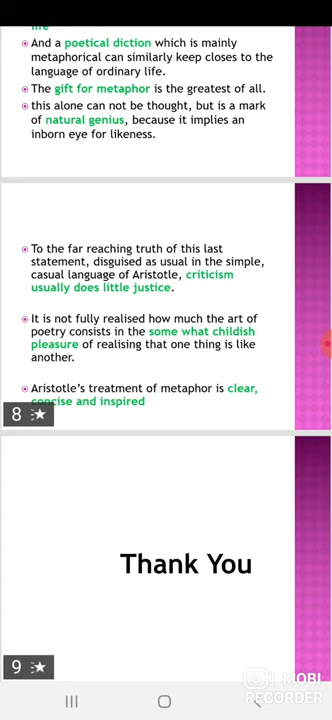 life
And a poetical diction which is mainly
metaphorical can similarly keep closes to the
language of ordinary life.
The gift for metaphor is the greatest of all.
this alone can not be thought, but is a mark
of natural genius, because it implies an
inborn eye for likeness.
To the far reaching truth of this last
statement, disguised as usual in the simple,
casual language of Aristotle, criticism
usually does little justice.
It is not fully realised how much the art of
poetry consists in the some what childish
pleasure of realising that one thing is like
another.
Aristotle's treatment of metaphor is clear,
concise and inspired
8
Thank You
9
MOBI
RECORDER